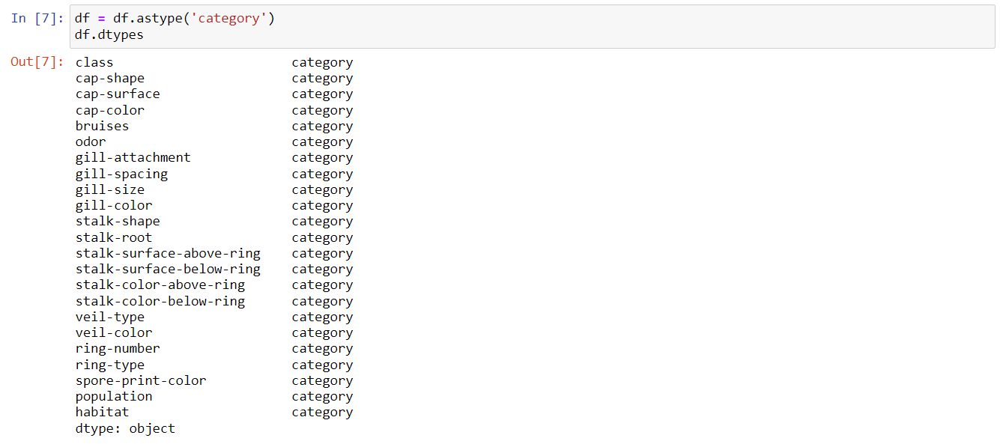 In [7]: df = df.astype('category')
df.dtypes
Out[7]: class category
cap-shape category
cap-surface category
cap-color category
bruises category
odor category
gill-attachment category
gill-spacing category
gill-size category
gill-color category
stalk-shape category
stalk-root category
stalk-surface-above-ring category
stalk-surface-below-ring category
stalk-color-above-ring category
stalk-color-below-ring category
veil-type category
veil-color category
ring-number category
ring-type category
spore-print-color category
population category
habitat category
dtype: object